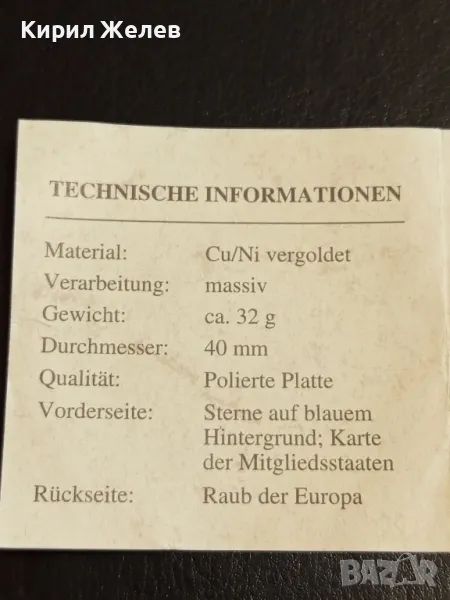 Кирил Желев
TECHNISCHE INFORMATIONEN
Material: Cu/Ni vergoldet
Verarbeitung: massiv
Gewicht: ca. 32 g
Durchmesser: 40 mm
Qualität: Polierte Platte
Vorderseite: Sterne auf blauem
Hintergrund; Karte
der Mitgliedsstaaten
Rückseite: Raub der Europa
BAZAR